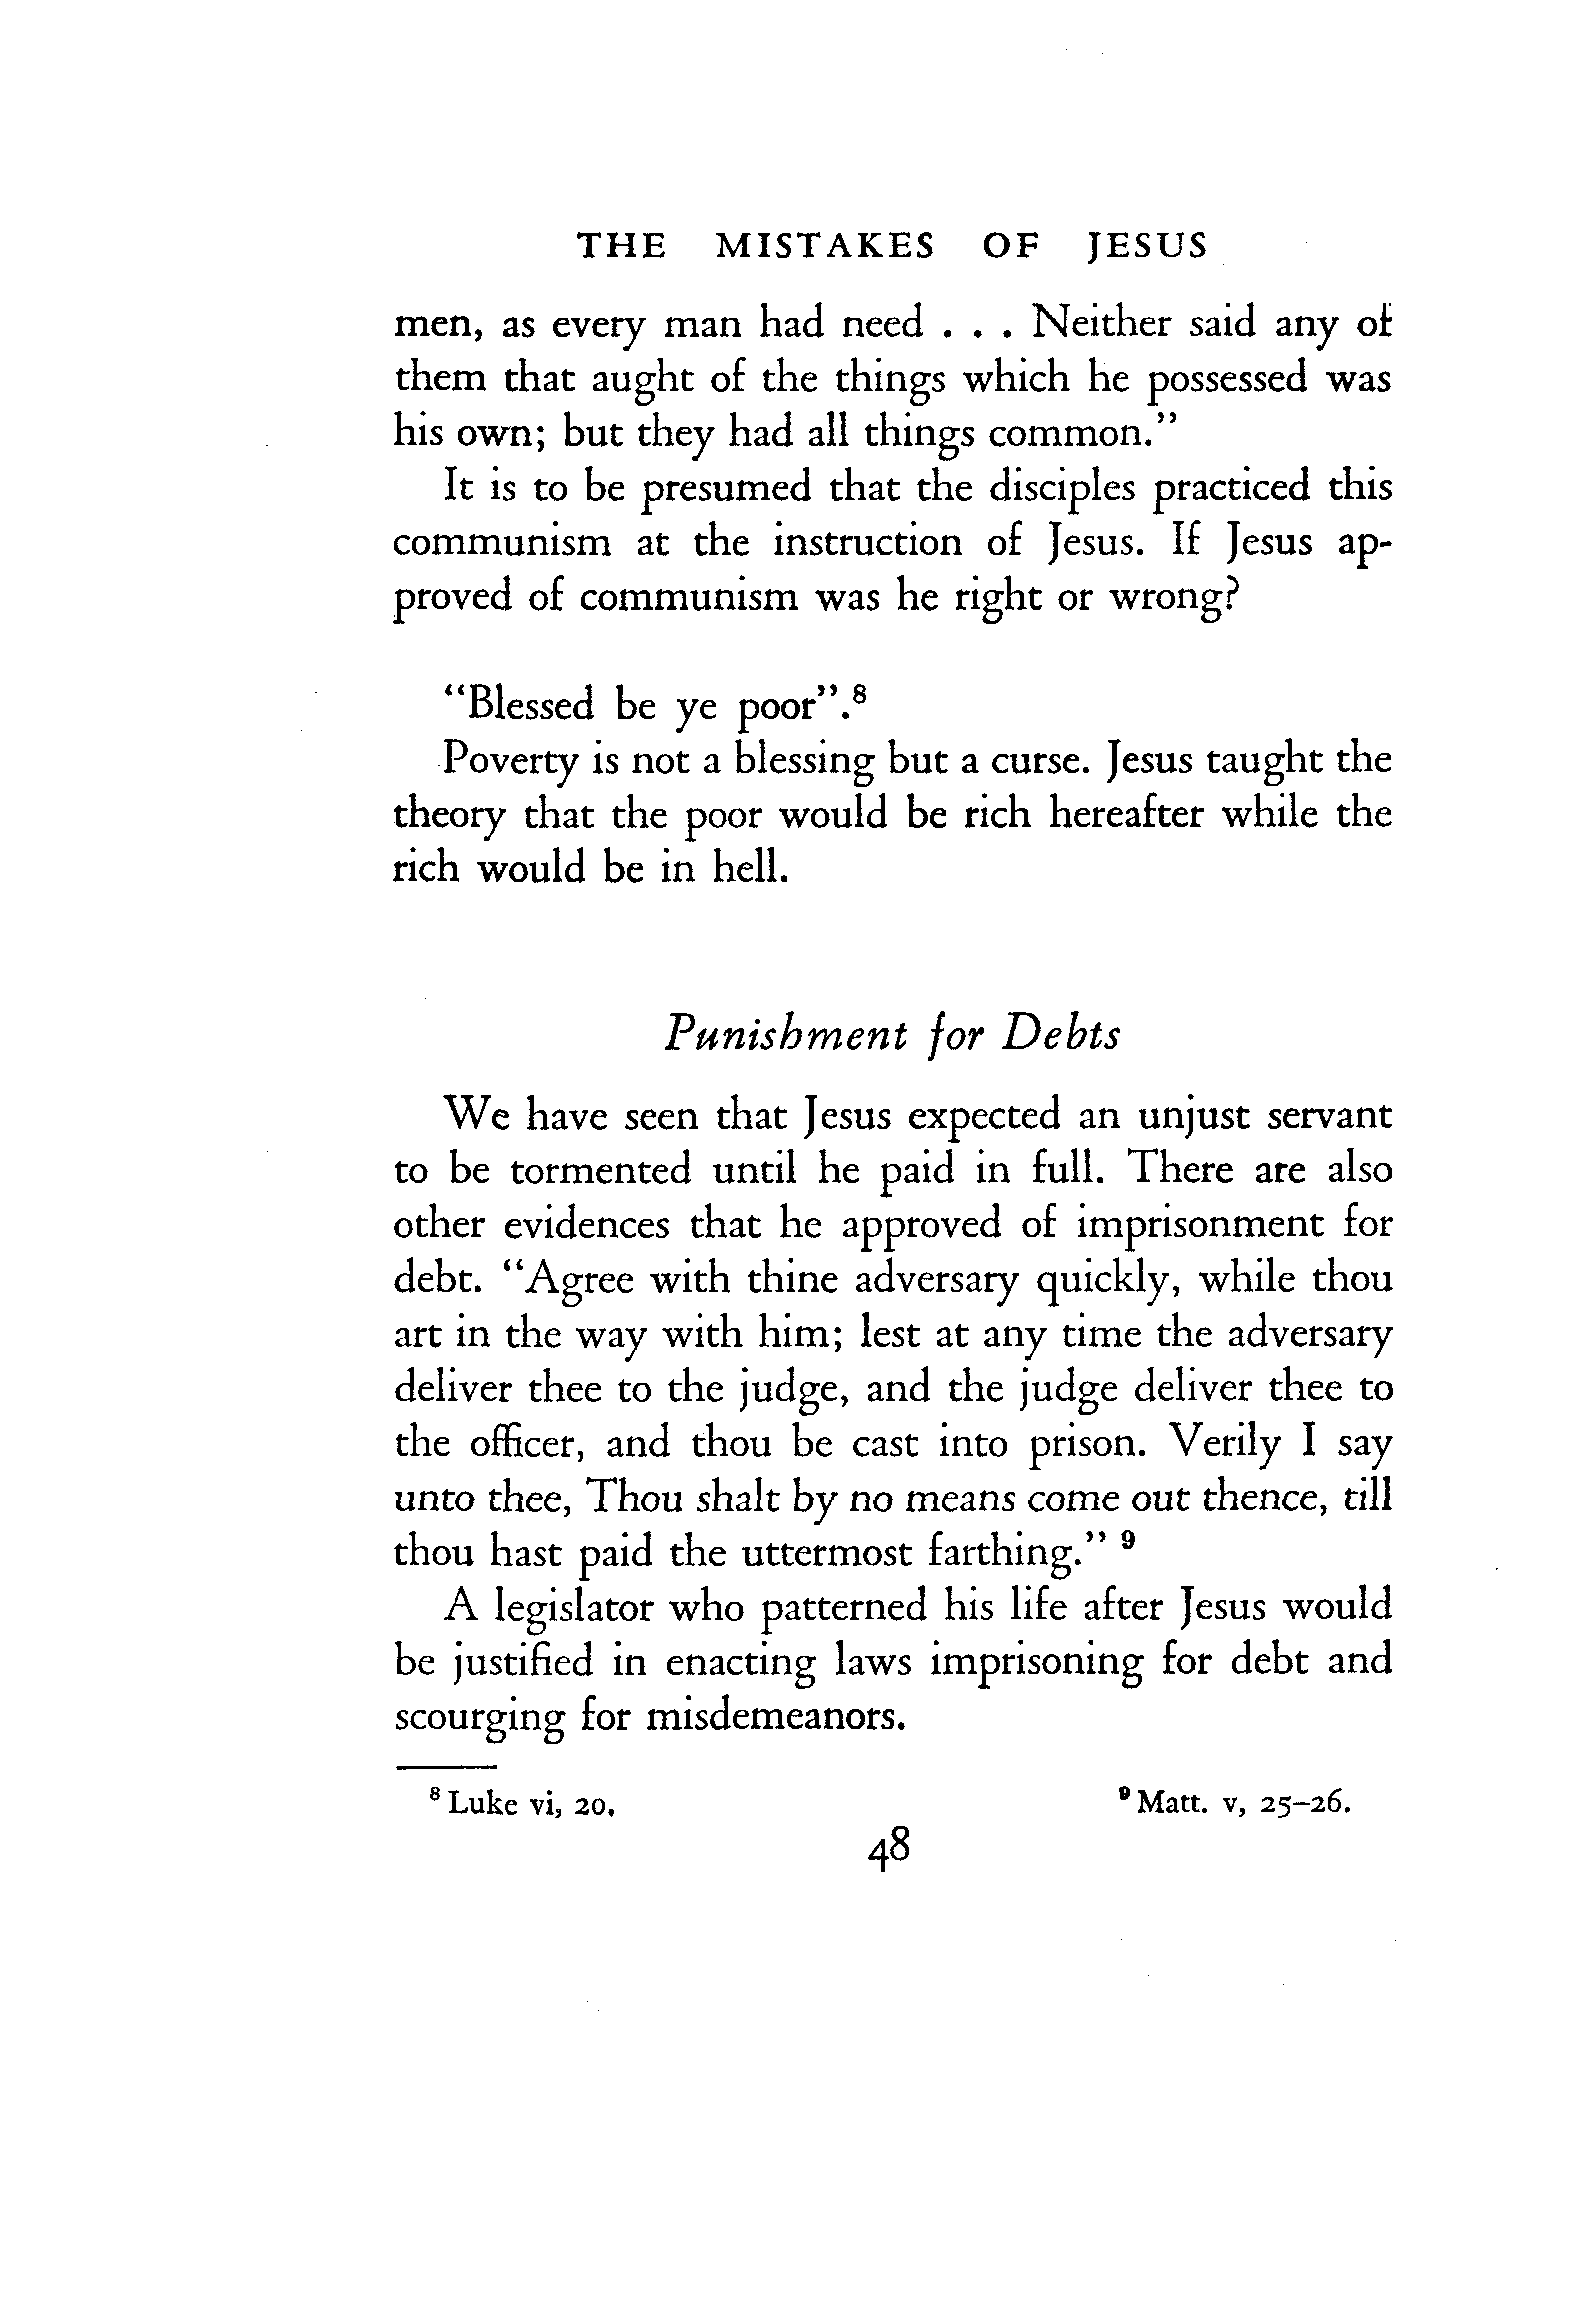 THE MISTAKES OF JESUS
men, as every man had need . . . Neither said any of
them that aught of the things which he possessed was
his own; but they had all things common."
It is to be presumed that the disciples practiced this
communism at the instruction of Jesus. If Jesus ap-
proved of communism was he right or wrong?
"Blessed be ye poor".⁸
Poverty is not a blessing but a curse. Jesus taught the
theory that the poor would be rich hereafter while the
rich would be in hell.
Punishment for Debts
We have seen that Jesus expected an unjust servant
to be tormented until he paid in full. There are also
other evidences that he approved of imprisonment for
debt. "Agree with thine adversary quickly, while thou
art in the way with him; lest at any time the adversary
deliver thee to the judge, and the judge deliver thee to
the officer, and thou be cast into prison. Verily I say
unto thee, Thou shalt by no means come out thence, till
thou hast paid the uttermost farthing." ⁹
A legislator who patterned his life after Jesus would
be justified in enacting laws imprisoning for debt and
scourging for misdemeanors.
⁸ Luke vi, 20. ⁹ Matt. v, 25–26.
48